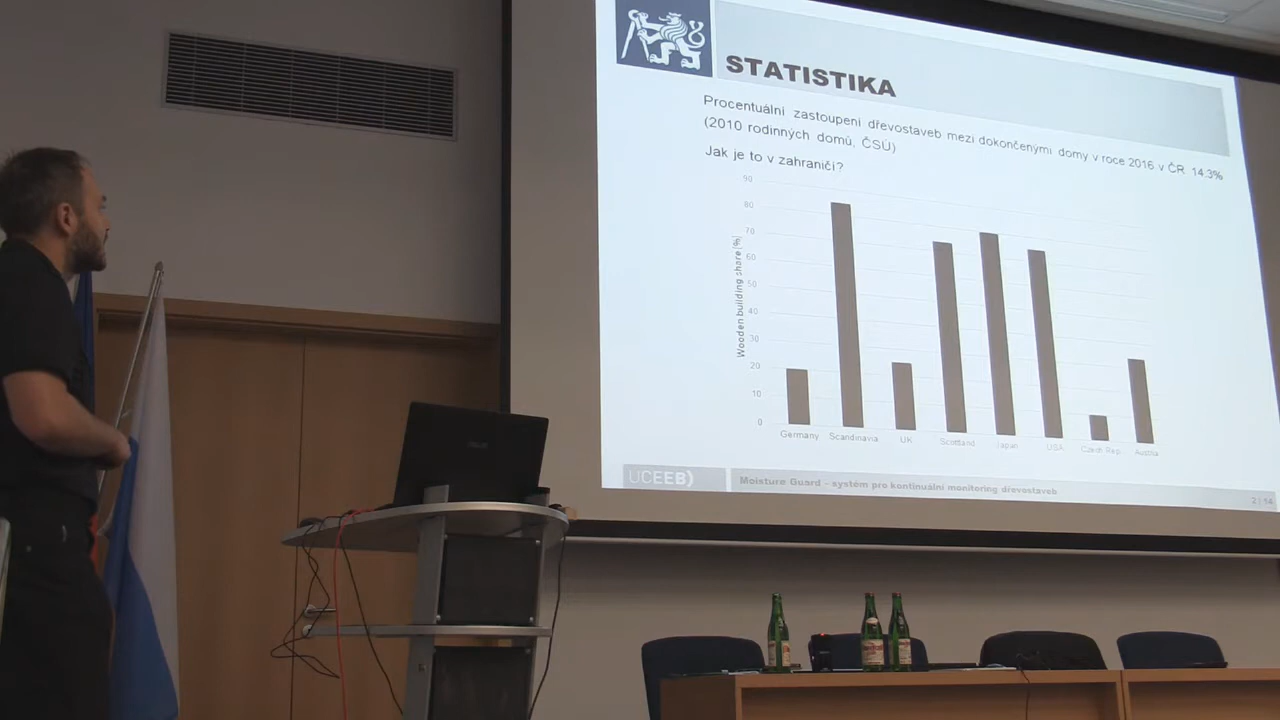 STATISTIKA
Procentuální zastoupení dřevostaveb mezi dokončenými domy v roce 2016 v ČR 14.3%
(2010 rodinných domů, ČSÚ)
Jak je to v zahraničí?
90
80
70
60
50
40
30
20
10
0
Wooden building share [%]
Germany Scandinavia UK Scotland Japan USA Czech Rep. Austria
UCEEB) Moisture Guard – systém pro kontinuální monitoring dřevostaveb 2 | 14